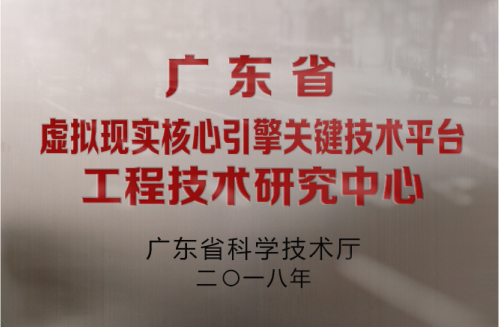 广东省
虚拟现实核心引擎关键技术平台
工程技术研究中心
广东省科学技术厅
二〇一八年